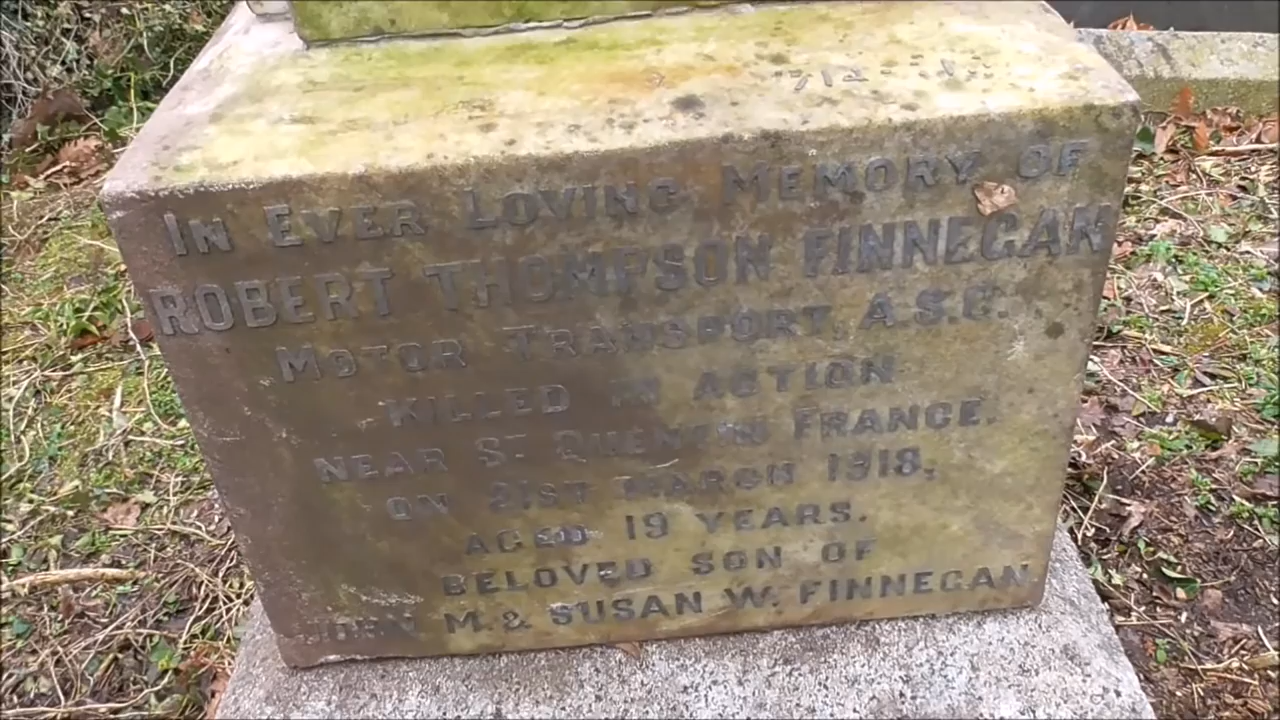 IN EVER LOVING MEMORY OF
ROBERT THOMPSON FINNEGAN
MOTOR TRANSPORT, A.S.C.
KILLED IN ACTION
NEAR ST QUENTIN FRANCE.
ON 21ST MARCH 1918,
AGED 19 YEARS.
BELOVED SON OF
JOHN M. & SUSAN W. FINNEGAN.